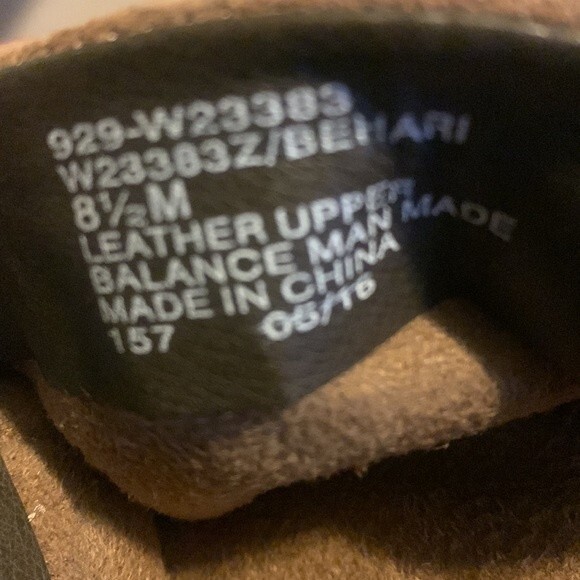 929-W23383
W23383Z/BEHARI
8½M
LEATHER UPPER
BALANCE MAN MADE
MADE IN CHINA
157 05/16